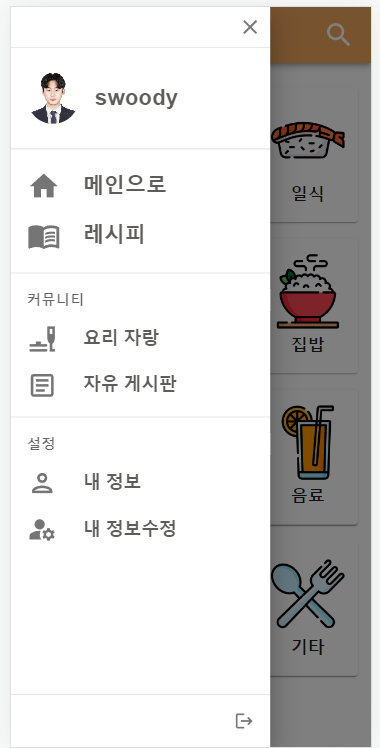 swoody
메인으로
레시피
커뮤니티
요리 자랑
자유 게시판
설정
내 정보
내 정보수정
일식
집밥
음료
기타